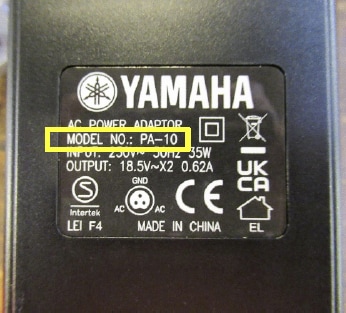 YAMAHA
AC POWER ADAPTOR
MODEL NO.: PA-10
INPUT: 230V~ 50HZ 35W
OUTPUT: 18.5V~X2 0.62A
GND
S
AC AC
Intertek
UK
CA
CE
LEI F4 MADE IN CHINA EL